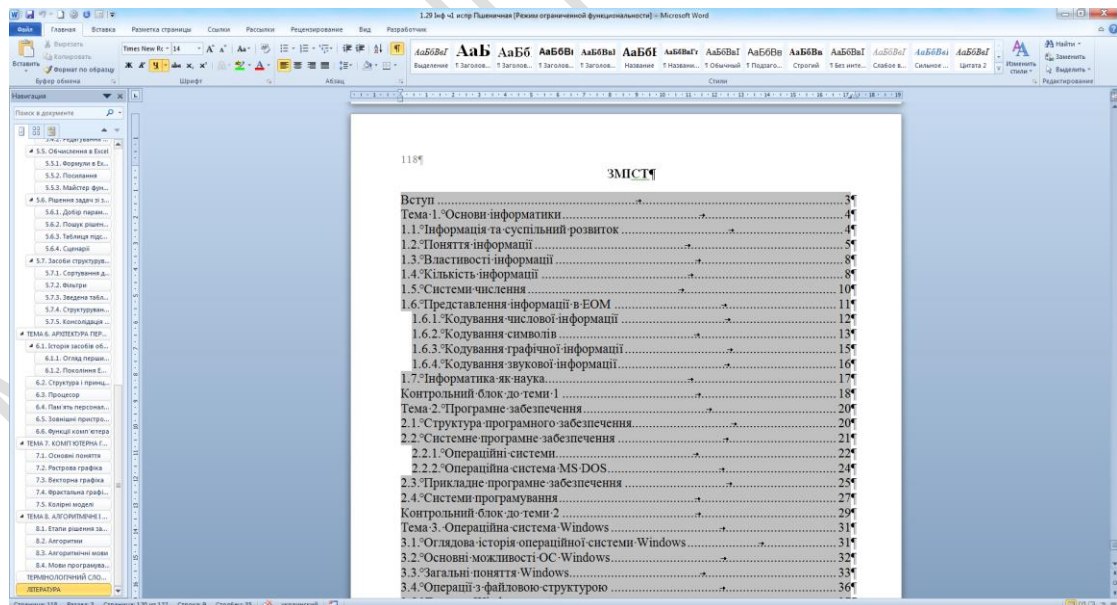 1.29 Інф ч1 испр Пшеничная [Режим ограниченной функциональности] - Microsoft Word
Файл Главная Вставка Разметка страницы Ссылки Рассылки Рецензирование Вид Разработчик
Вставить
Вырезать
Копировать
Формат по образцу
Буфер обмена
Times New Ro 14
Шрифт
Абзац
Выделение
Название
Строгий
Цитата 2
Стили
Изменить стили
Найти
Заменить
Выделить
Редактирование
Навигация
Поиск в документе
5.5. Обчислення в Excel
5.5.1. Формули в Ex...
5.5.2. Посилання
5.5.3. Майстер фун...
5.6. Рішення задач зі з...
5.6.1. Добір парам...
5.6.2. Пошук рішен...
5.6.3. Таблиця підс...
5.6.4. Сценарії
5.7. Засоби структурув...
5.7.1. Сортування д...
5.7.2. Фільтри
5.7.3. Зведена табл...
5.7.4. Структуруван...
5.7.5. Консолідація ...
ТЕМА 6. АРХІТЕКТУРА ПЕР...
6.1. Історія засобів об...
6.1.1. Огляд перши...
6.1.2. Покоління Е...
6.2. Структура і принц...
6.3. Процесор
6.4. Пам'ять персонал...
6.5. Зовнішні пристро...
6.6. Функції комп'ютера
ТЕМА 7. КОМП'ЮТЕРНА Г...
7.1. Основні поняття
7.2. Растрова графіка
7.3. Векторна графіка
7.4. Фрактальна графі...
7.5. Колірні моделі
ТЕМА 8. АЛГОРИТМІЧНІ І ...
8.1. Етапи рішення за...
8.2. Алгоритми
8.3. Алгоритмічні мови
8.4. Мови програмува...
ТЕРМІНОЛОГІЧНИЙ СЛО...
ЛІТЕРАТУРА
118¶
ЗМІСТ¶
Вступ → 3¶
Тема·1.°Основи·інформатики → 4¶
1.1.°Інформація·та·суспільний·розвиток → 4¶
1.2.°Поняття·інформації → 5¶
1.3.°Властивості·інформації → 8¶
1.4.°Кількість·інформації → 8¶
1.5.°Системи·числення → 10¶
1.6.°Представлення·інформації·в·ЕОМ → 11¶
1.6.1.°Кодування·числової·інформації → 12¶
1.6.2.°Кодування·символів → 13¶
1.6.3.°Кодування·графічної·інформації → 15¶
1.6.4.°Кодування·звукової·інформації → 16¶
1.7.°Інформатика·як·наука → 17¶
Контрольний·блок·до·теми·1 → 18¶
Тема·2.°Програмне·забезпечення → 20¶
2.1.°Структура·програмного·забезпечення → 20¶
2.2.°Системне·програмне·забезпечення → 21¶
2.2.1.°Операційні·системи → 22¶
2.2.2.°Операційна·система·MS·DOS → 24¶
2.3.°Прикладне·програмне·забезпечення → 25¶
2.4.°Системи·програмування → 27¶
Контрольний·блок·до·теми·2 → 29¶
Тема·3.·Операційна·система·Windows → 31¶
3.1.°Оглядова·історія·операційної·системи·Windows → 31¶
3.2.°Основні·можливості·ОС·Windows → 32¶
3.3.°Загальні·поняття·Windows → 33¶
3.4.°Операції·з·файловою·структурою → 36¶